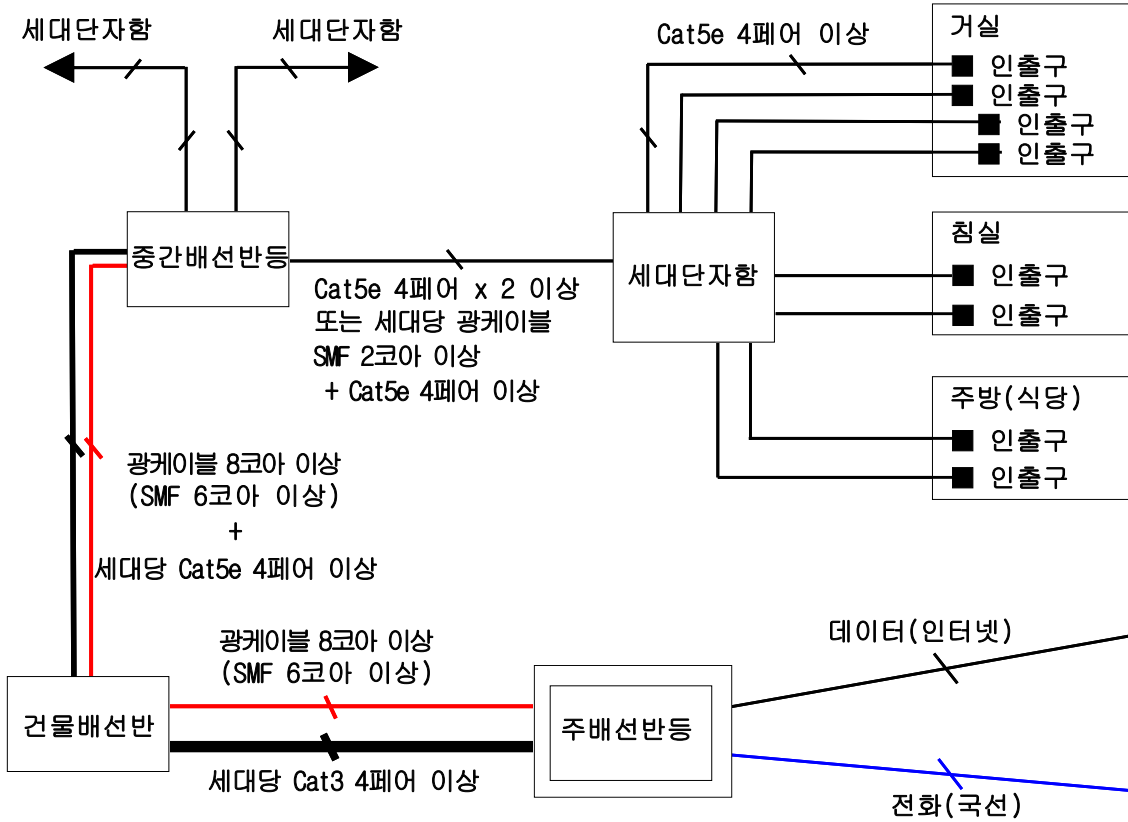 세대단자함
세대단자함
Cat5e 4페어 이상
거실
인출구
인출구
인출구
인출구
중간배선반등
세대단자함
침실
인출구
인출구
Cat5e 4페어 x 2 이상
또는 세대당 광케이블
SMF 2코아 이상
+ Cat5e 4페어 이상
주방(식당)
인출구
인출구
광케이블 8코아 이상
(SMF 6코아 이상)
+
세대당 Cat5e 4페어 이상
광케이블 8코아 이상
(SMF 6코아 이상)
데이터(인터넷)
건물배선반
주배선반등
세대당 Cat3 4페어 이상
전화(국선)